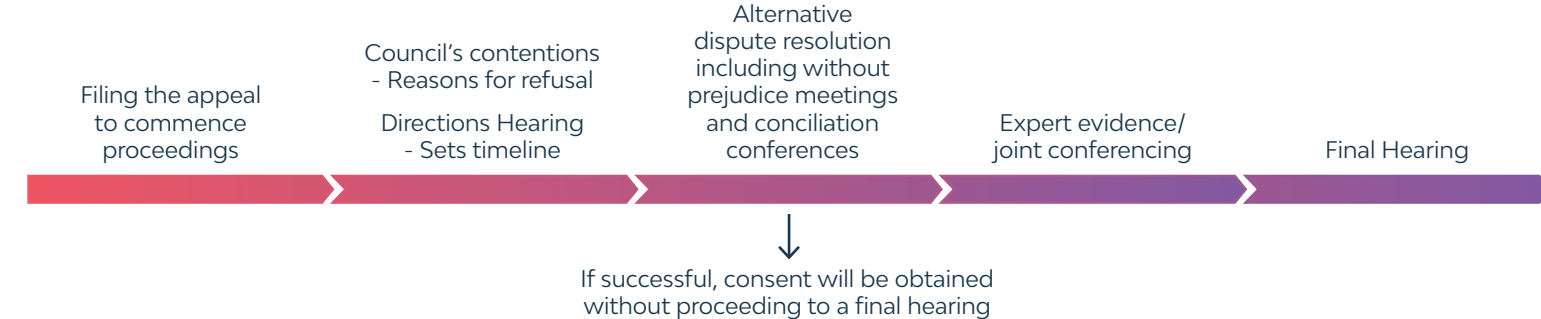 Filing the appeal
to commence
proceedings
Council’s contentions
- Reasons for refusal
Directions Hearing
- Sets timeline
Alternative
dispute resolution
including without
prejudice meetings
and conciliation
conferences
Expert evidence/
joint conferencing
Final Hearing
If successful, consent will be obtained
without proceeding to a final hearing